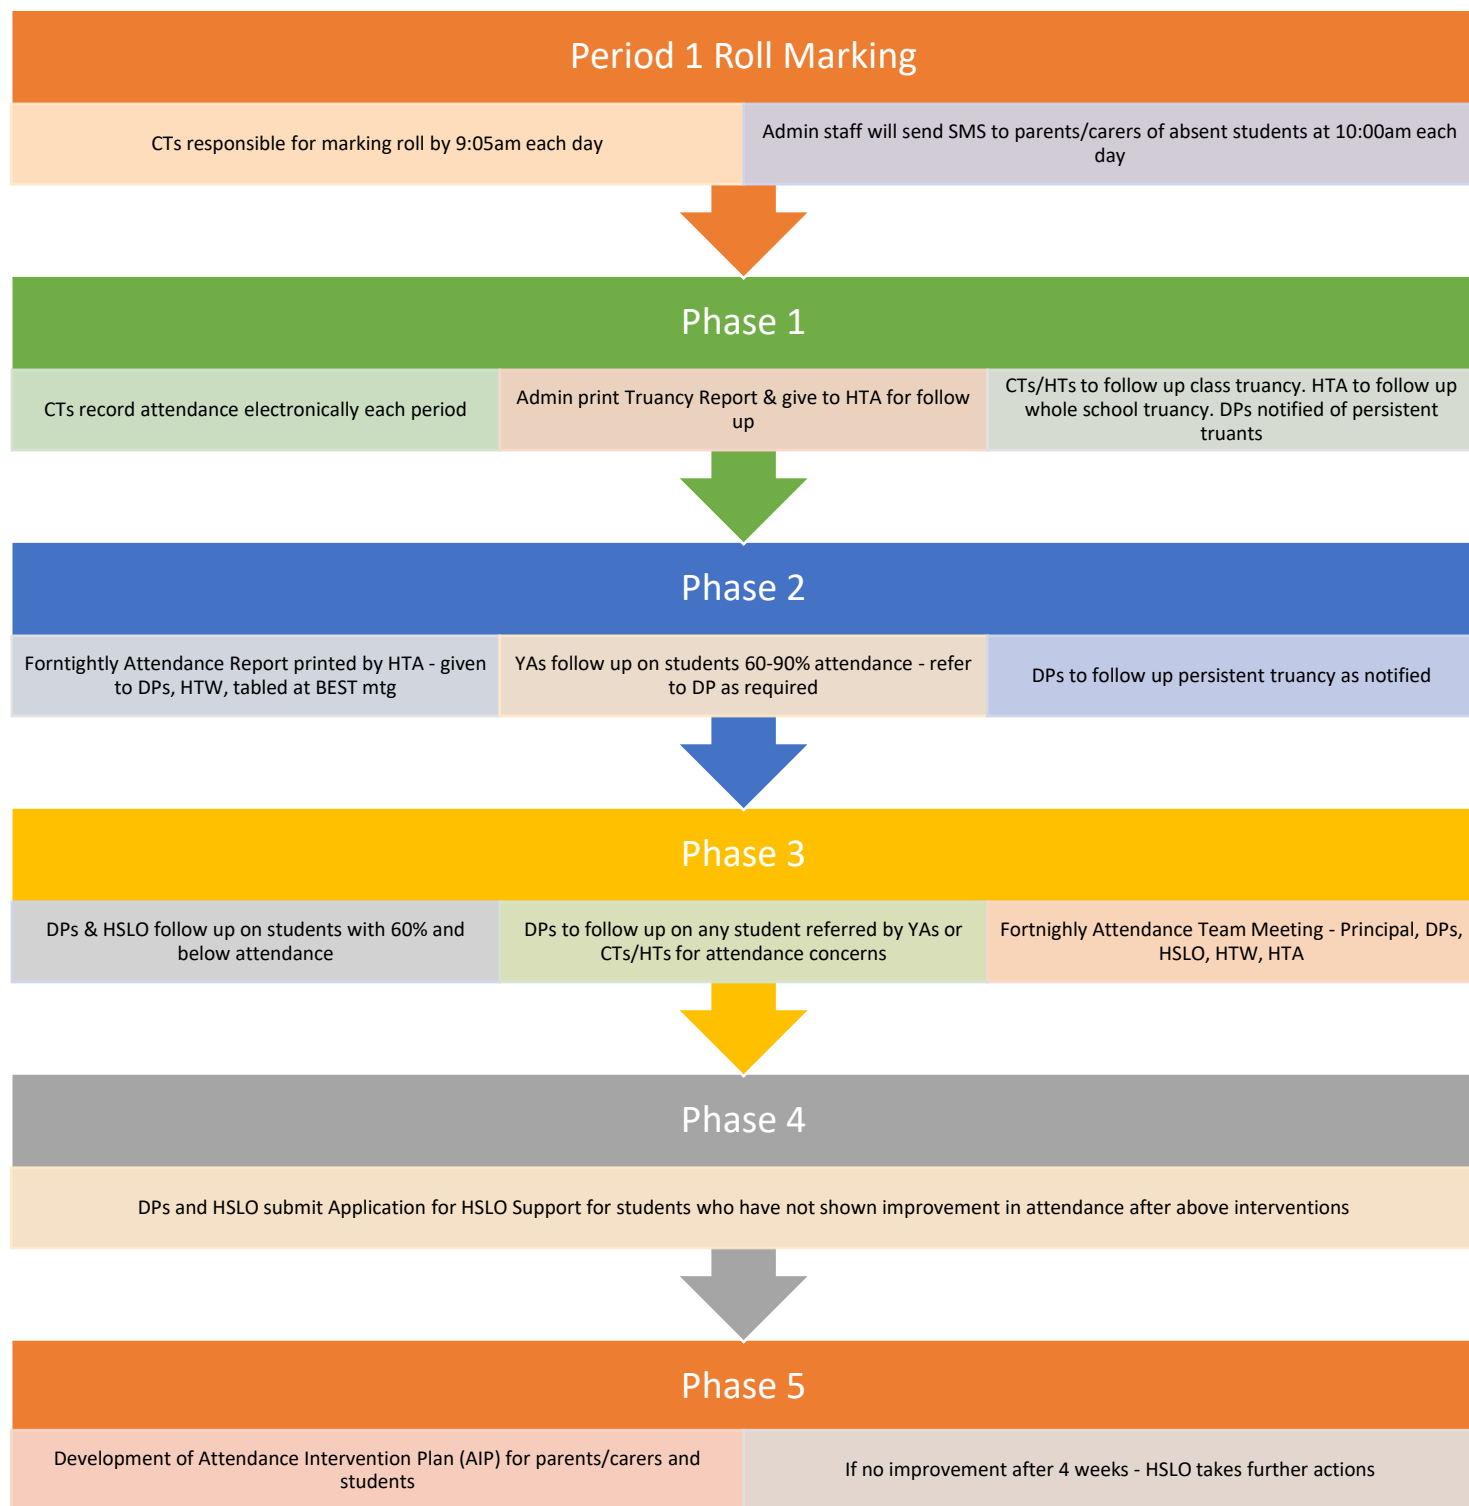 Period 1 Roll Marking
CTs responsible for marking roll by 9:05am each day
Admin staff will send SMS to parents/carers of absent students at 10:00am each
day
Phase 1
CTs record attendance electronically each period
Admin print Truancy Report & give to HTA for follow
up
CTs/HTs to follow up class truancy. HTA to follow up
whole school truancy. DPs notified of persistent
truants
Phase 2
Forntightly Attendance Report printed by HTA - given
to DPs, HTW, tabled at BEST mtg
YAs follow up on students 60-90% attendance - refer
to DP as required
DPs to follow up persistent truancy as notified
Phase 3
DPs & HSLO follow up on students with 60% and
below attendance
DPs to follow up on any student referred by YAs or
CTs/HTs for attendance concerns
Fortnighly Attendance Team Meeting - Principal, DPs,
HSLO, HTW, HTA
Phase 4
DPs and HSLO submit Application for HSLO Support for students who have not shown improvement in attendance after above interventions
Phase 5
Development of Attendance Intervention Plan (AIP) for parents/carers and
students
If no improvement after 4 weeks - HSLO takes further actions